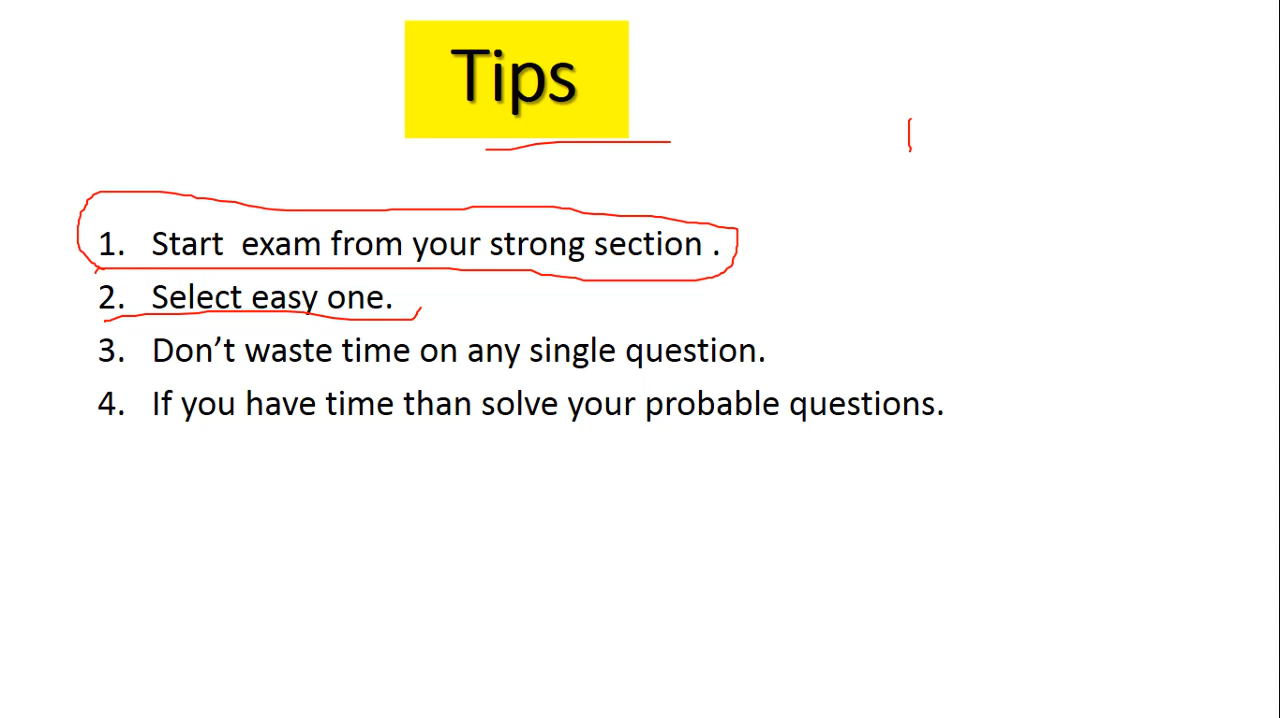 Tips
1. Start exam from your strong section .
2. Select easy one.
3. Don’t waste time on any single question.
4. If you have time than solve your probable questions.